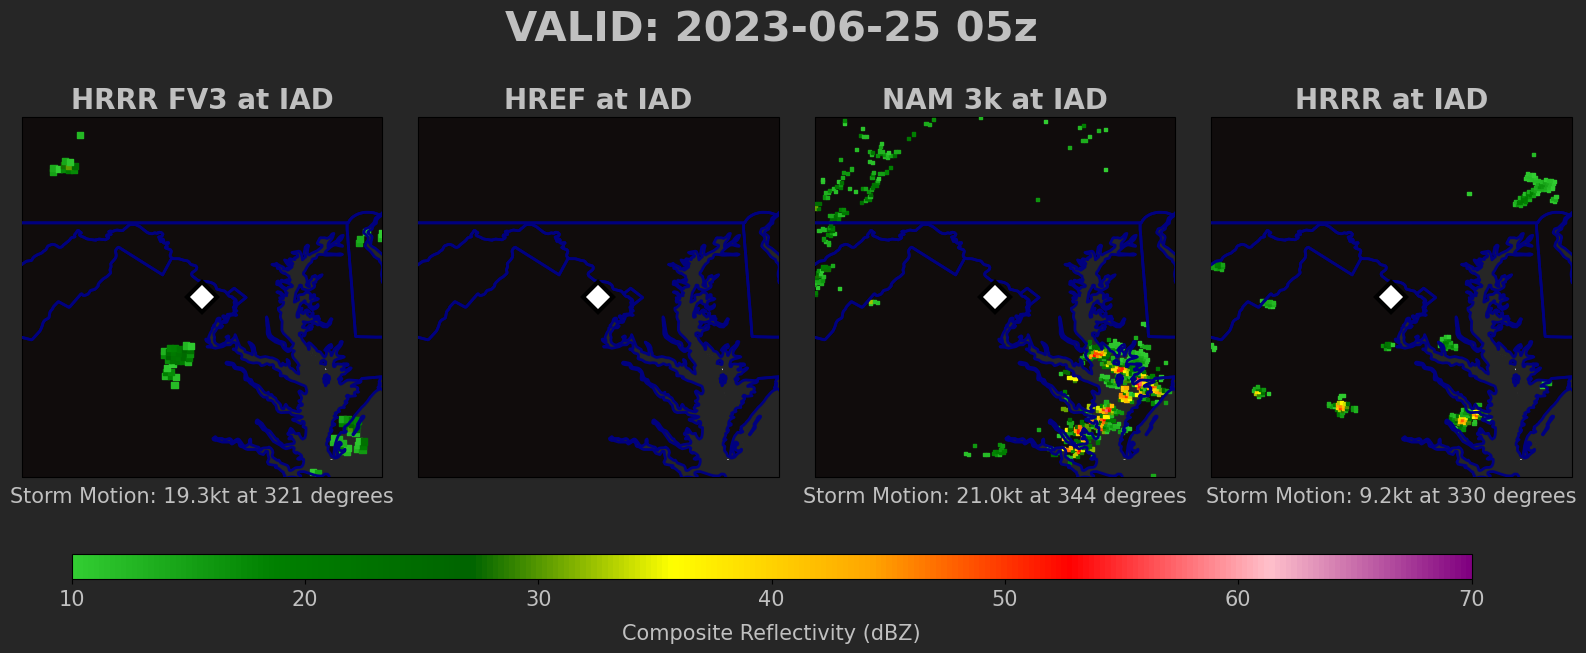 VALID: 2023-06-25 05z
HRRR FV3 at IAD
HREF at IAD
NAM 3k at IAD
HRRR at IAD
Storm Motion: 19.3kt at 321 degrees
Storm Motion: 21.0kt at 344 degrees
Storm Motion: 9.2kt at 330 degrees
10 20 30 40 50 60 70
Composite Reflectivity (dBZ)